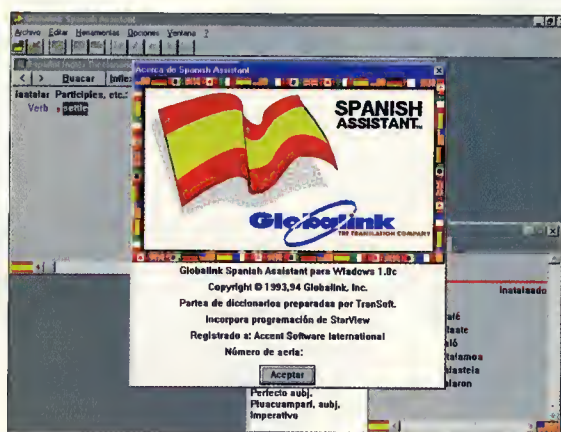 Globalink Spanish Assistant
Archivo Editar Herramientas Opciones Ventana ?
< > Buscar
Instalar Participles, etc.:
Verb settle
Acerca de Spanish Assistant
SPANISH
ASSISTANT™
Globalink
THE TRANSLATION COMPANY
Globalink Spanish Assistant para Windows 1.0c
Copyright © 1993,94 Globalink, Inc.
Partes de diccionarios preparadas por TranSoft.
Incorpora programación de StarView
Registrado a: Accent Software International
Número de serie:
Aceptar
instalando
Perfecto subj.
Pluscuamperf. subj.
Imperativo